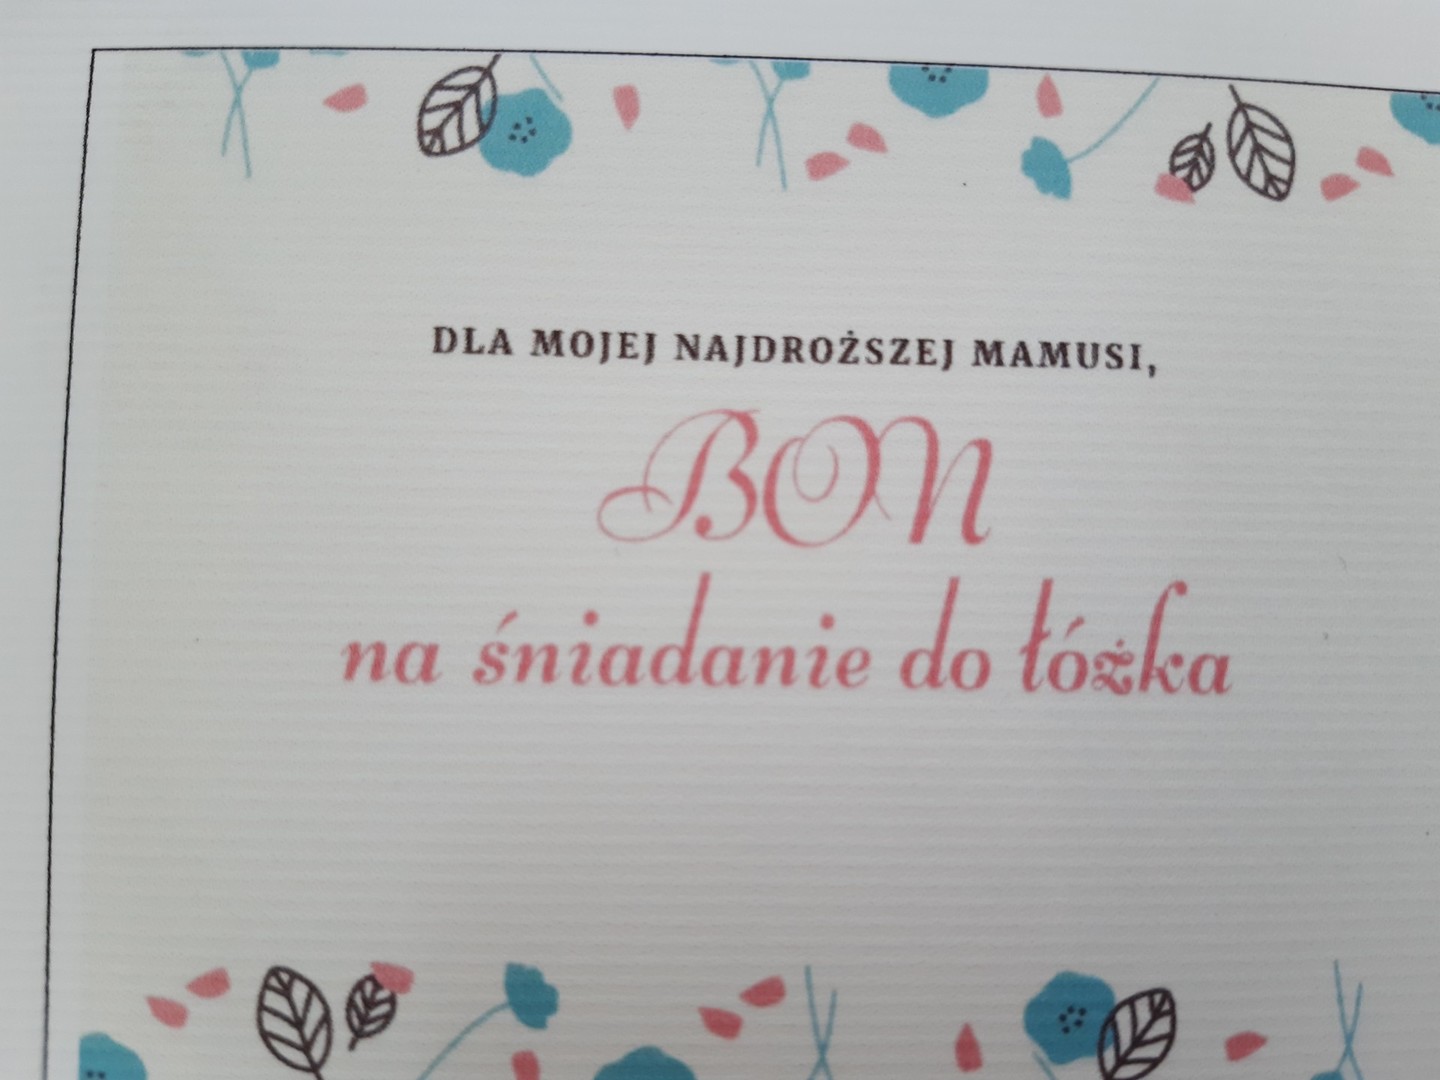 DLA MOJEJ NAJDROŻSZEJ MAMUSI,
BON
na śniadanie do łóżka